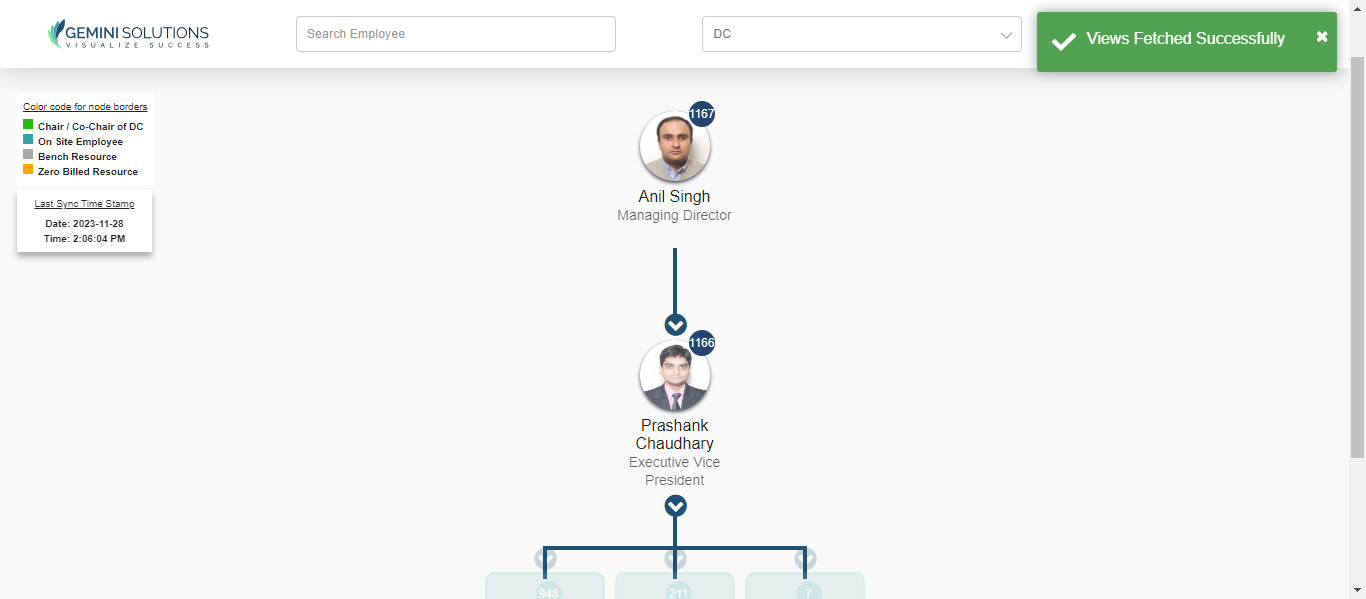 GEMINI SOLUTIONS
VISUALIZE SUCCESS
Search Employee
DC
Views Fetched Successfully
Color code for node borders
Chair / Co-Chair of DC
On Site Employee
Bench Resource
Zero Billed Resource
Last Sync Time Stamp
Date: 2023-11-28
Time: 2:06:04 PM
1167
Anil Singh
Managing Director
1166
Prashank
Chaudhary
Executive Vice
President
948 211 7